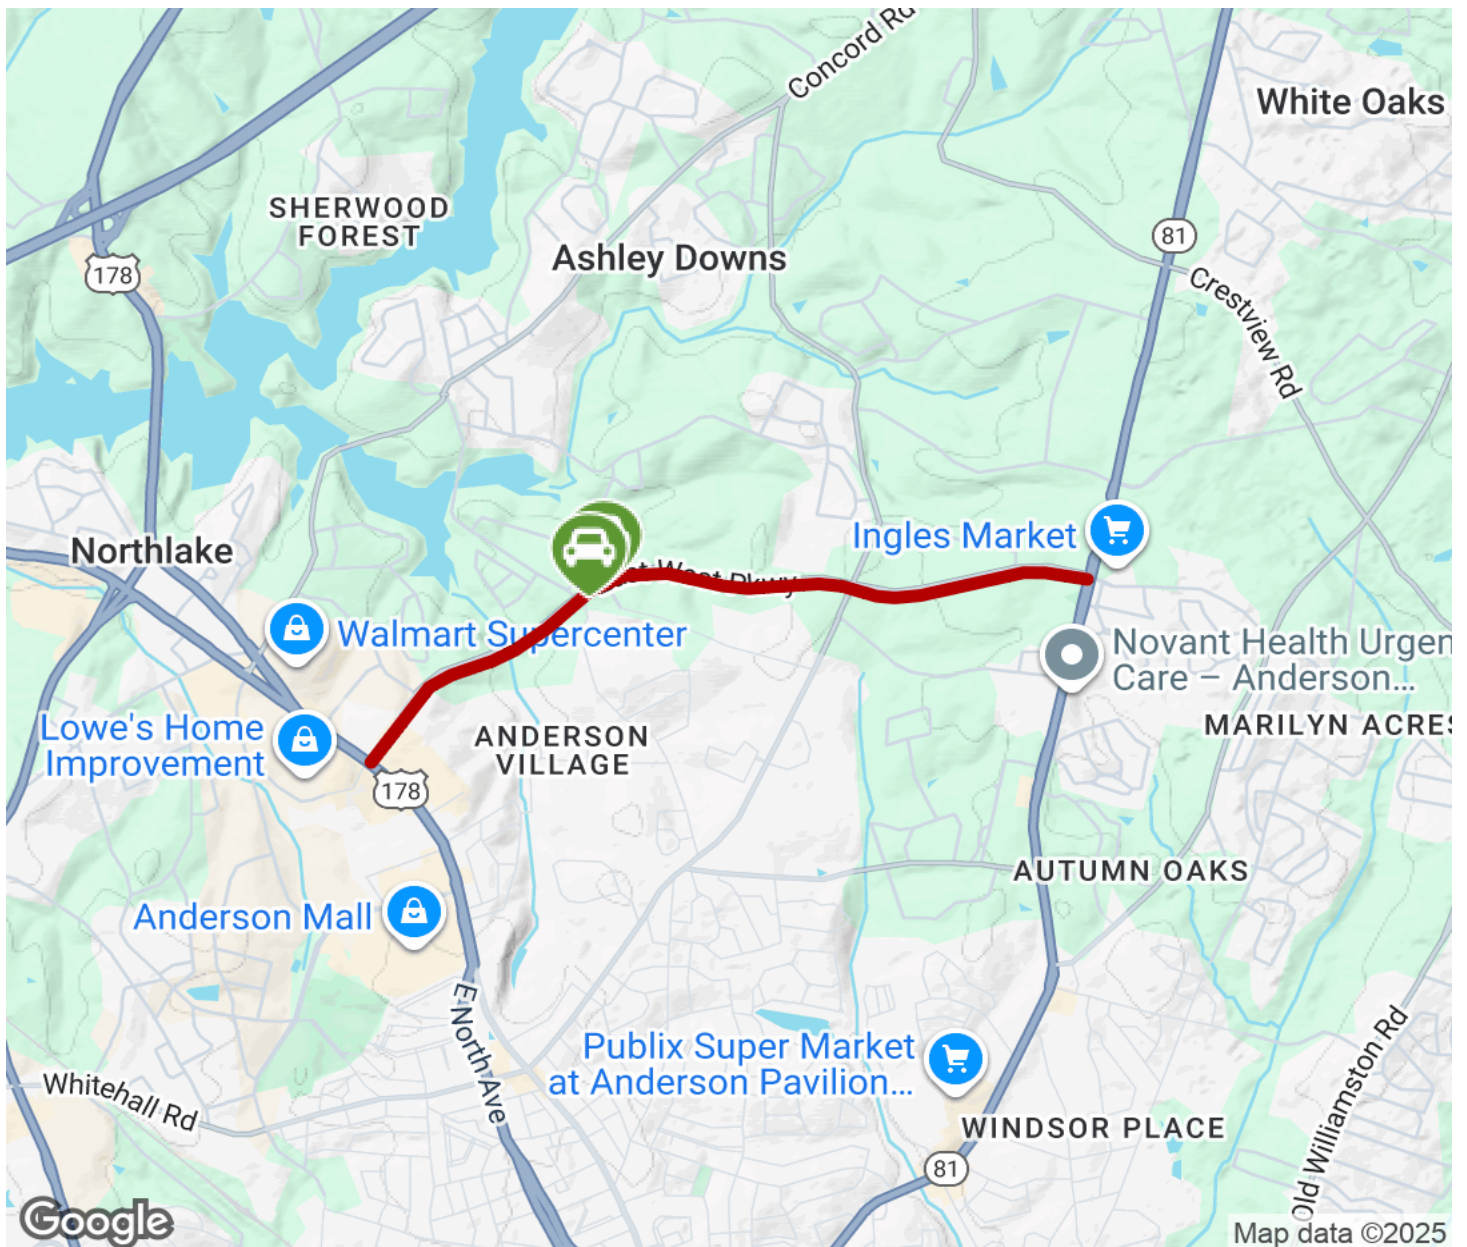 Concord Rd
White Oaks
SHERWOOD
FOREST
81
Ashley Downs
178
Crestview Rd
Ingles Market
Northlake
West Pkwy
Walmart Supercenter
Novant Health Urgen
Care – Anderson...
Lowe's Home
Improvement
MARILYN ACRES
ANDERSON
VILLAGE
178
AUTUMN OAKS
Anderson Mall
E North Ave
Publix Super Market
at Anderson Pavilion...
Old Williamston Rd
Whitehall Rd
WINDSOR PLACE
81
Google
Map data ©2025